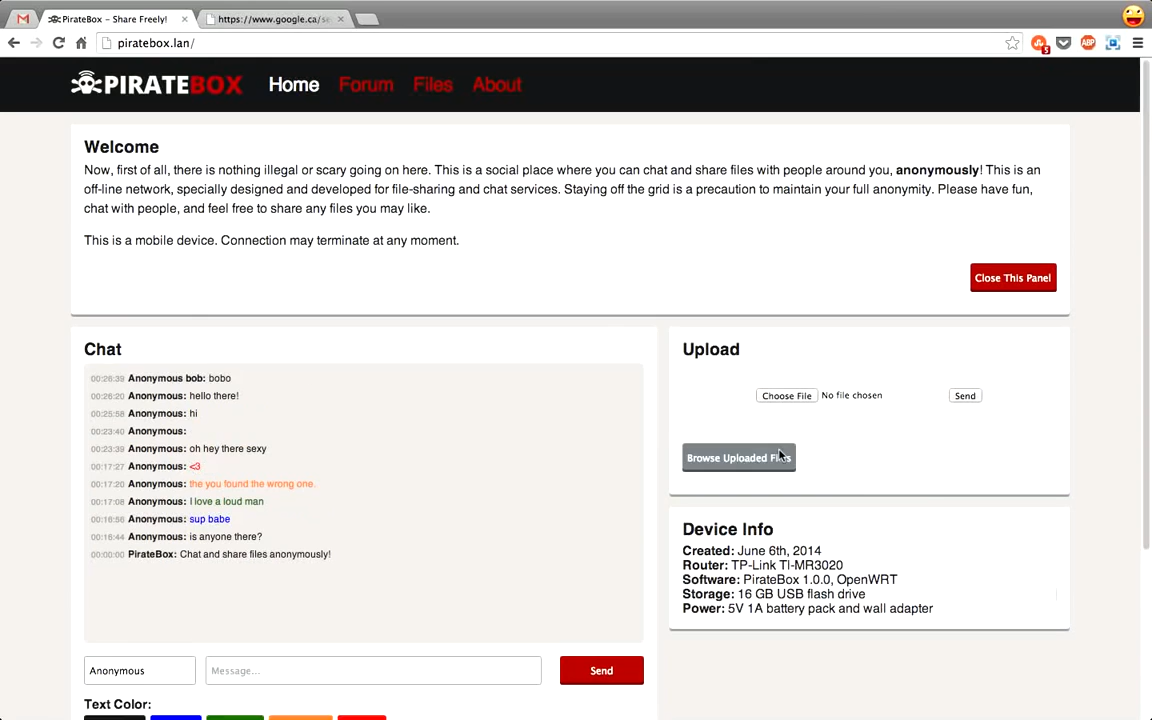 PirateBox – Share Freely!
https://www.google.ca/se
piratebox.lan/
5
ABP
PIRATEBOX
Home
Forum
Files
About
Welcome
Now, first of all, there is nothing illegal or scary going on here. This is a social place where you can chat and share files with people around you, anonymously! This is an
off-line network, specially designed and developed for file-sharing and chat services. Staying off the grid is a precaution to maintain your full anonymity. Please have fun,
chat with people, and feel free to share any files you may like.
This is a mobile device. Connection may terminate at any moment.
Close This Panel
Chat
00:26:39 Anonymous bob: bobo
00:26:20 Anonymous: hello there!
00:25:58 Anonymous: hi
00:23:40 Anonymous:
00:23:39 Anonymous: oh hey there sexy
00:17:27 Anonymous: <3
00:17:20 Anonymous: the you found the wrong one.
00:17:08 Anonymous: i love a loud man
00:16:56 Anonymous: sup babe
00:16:44 Anonymous: is anyone there?
00:00:00 PirateBox: Chat and share files anonymously!
Anonymous
Message...
Send
Text Color:
Upload
Choose File No file chosen
Send
Browse Uploaded Files
Device Info
Created: June 6th, 2014
Router: TP-Link Tl-MR3020
Software: PirateBox 1.0.0, OpenWRT
Storage: 16 GB USB flash drive
Power: 5V 1A battery pack and wall adapter